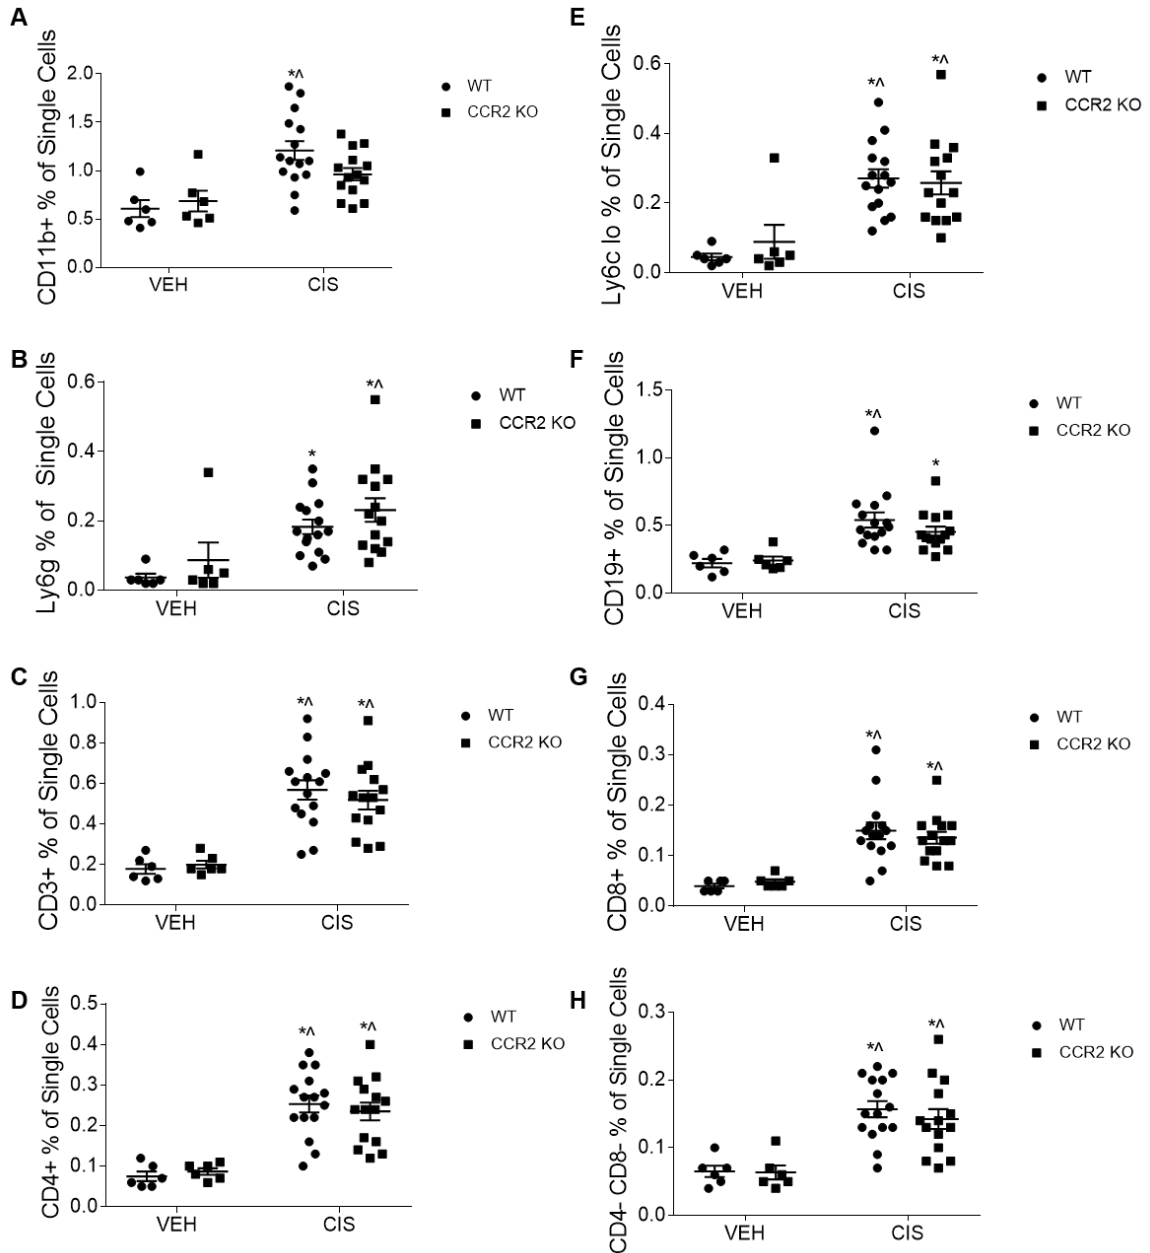 A
CD11b+ % of Single Cells
2.0
1.5
1.0
0.5
0.0
*^
VEH
CIS
WT
CCR2 KO
B
Ly6g % of Single Cells
0.6
0.4
0.2
0.0
*
*^
VEH
CIS
WT
CCR2 KO
C
CD3+ % of Single Cells
1.0
0.8
0.6
0.4
0.2
0.0
*^
*^
VEH
CIS
WT
CCR2 KO
D
CD4+ % of Single Cells
0.5
0.4
0.3
0.2
0.1
0.0
*^
*^
VEH
CIS
WT
CCR2 KO
E
Ly6c lo % of Single Cells
0.6
0.4
0.2
0.0
*^
*^
VEH
CIS
WT
CCR2 KO
F
CD19+ % of Single Cells
1.5
1.0
0.5
0.0
*^
*
VEH
CIS
WT
CCR2 KO
G
CD8+ % of Single Cells
0.4
0.3
0.2
0.1
0.0
*^
*^
VEH
CIS
WT
CCR2 KO
H
CD4- CD8- % of Single Cells
0.3
0.2
0.1
0.0
*^
*^
VEH
CIS
WT
CCR2 KO